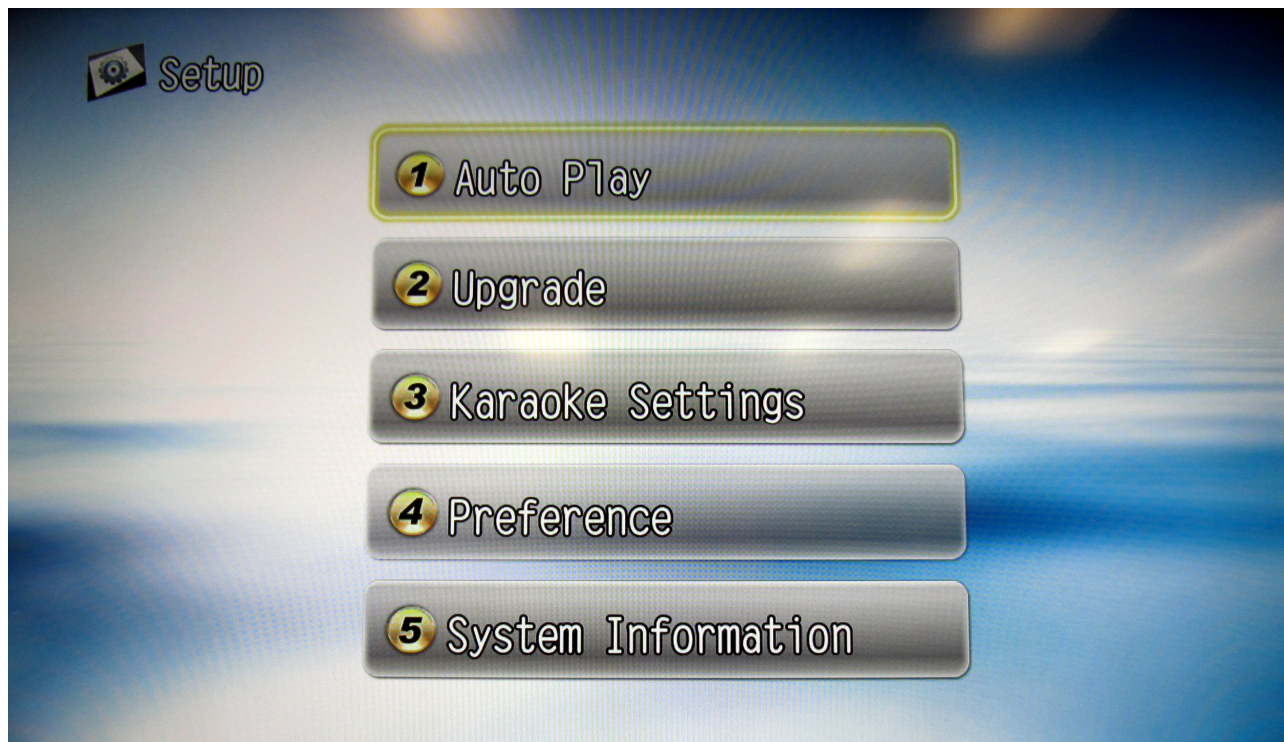 Setup
1 Auto Play
2 Upgrade
3 Karaoke Settings
4 Preference
5 System Information